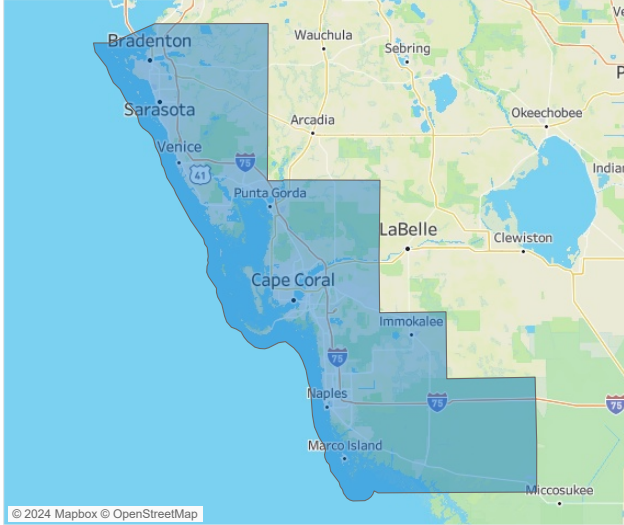 Bradenton
Wauchula
Sebring
Sarasota
Okeechobee
Arcadia
Venice
75
41
Indian
Punta Gorda
LaBelle
Clewiston
Cape Coral
Immokalee
75
Naples
75
75
Marco Island
Miccosukee
© 2024 Mapbox © OpenStreetMap